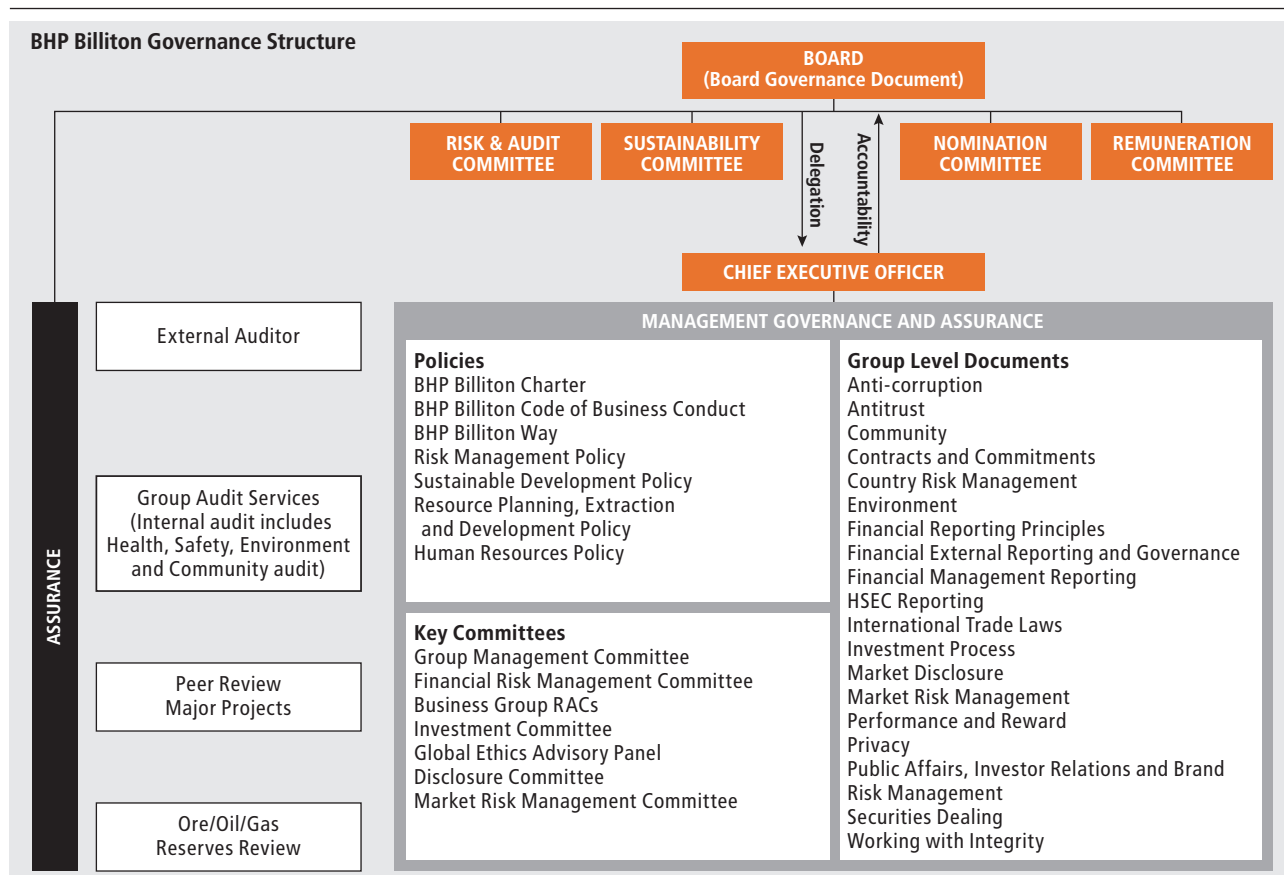 BHP Billiton Governance Structure
BOARD
(Board Governance Document)
RISK & AUDIT
COMMITTEE
SUSTAINABILITY
COMMITTEE
Delegation
Accountability
NOMINATION
COMMITTEE
REMUNERATION
COMMITTEE
CHIEF EXECUTIVE OFFICER
ASSURANCE
External Auditor
Group Audit Services
(Internal audit includes
Health, Safety, Environment
and Community audit)
Peer Review
Major Projects
Ore/Oil/Gas
Reserves Review
MANAGEMENT GOVERNANCE AND ASSURANCE
Policies
BHP Billiton Charter
BHP Billiton Code of Business Conduct
BHP Billiton Way
Risk Management Policy
Sustainable Development Policy
Resource Planning, Extraction
and Development Policy
Human Resources Policy
Key Committees
Group Management Committee
Financial Risk Management Committee
Business Group RACs
Investment Committee
Global Ethics Advisory Panel
Disclosure Committee
Market Risk Management Committee
Group Level Documents
Anti-corruption
Antitrust
Community
Contracts and Commitments
Country Risk Management
Environment
Financial Reporting Principles
Financial External Reporting and Governance
Financial Management Reporting
HSEC Reporting
International Trade Laws
Investment Process
Market Disclosure
Market Risk Management
Performance and Reward
Privacy
Public Affairs, Investor Relations and Brand
Risk Management
Securities Dealing
Working with Integrity